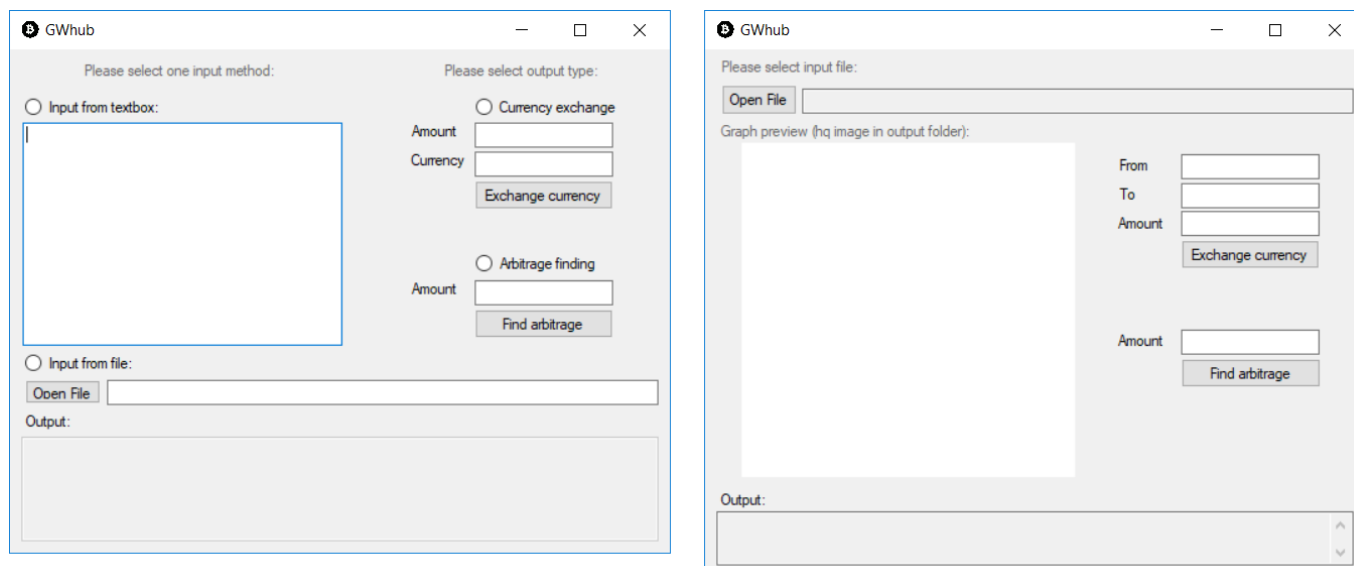 GWhub
Please select one input method:
Please select output type:
Input from textbox:
Currency exchange
Amount
Currency
Exchange currency
Arbitrage finding
Amount
Find arbitrage
Input from file:
Open File
Output:
GWhub
Please select input file:
Open File
Graph preview (hq image in output folder):
From
To
Amount
Exchange currency
Amount
Find arbitrage
Output: